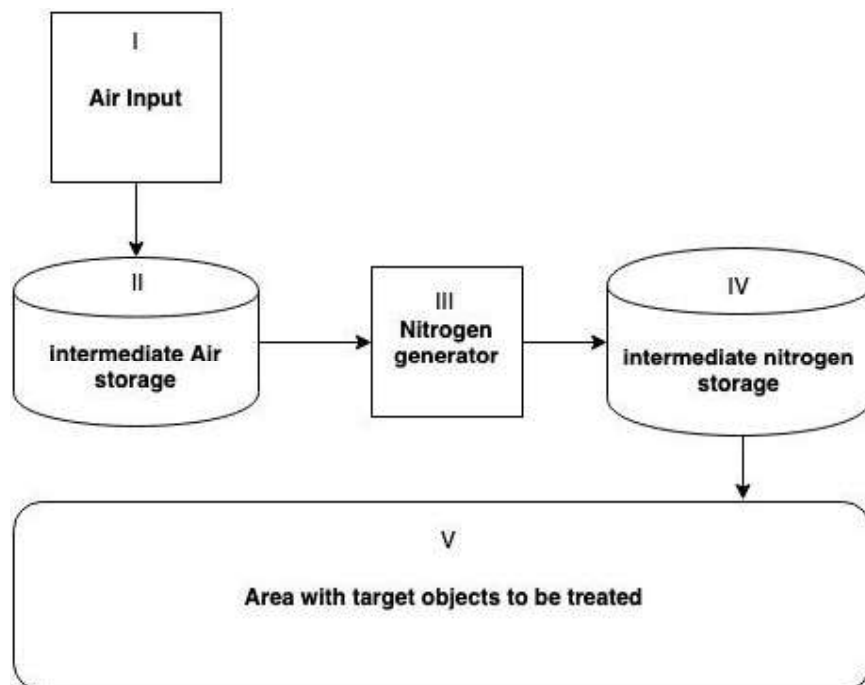 I
Air Input
II
intermediate Air
storage
III
Nitrogen
generator
IV
intermediate nitrogen
storage
V
Area with target objects to be treated